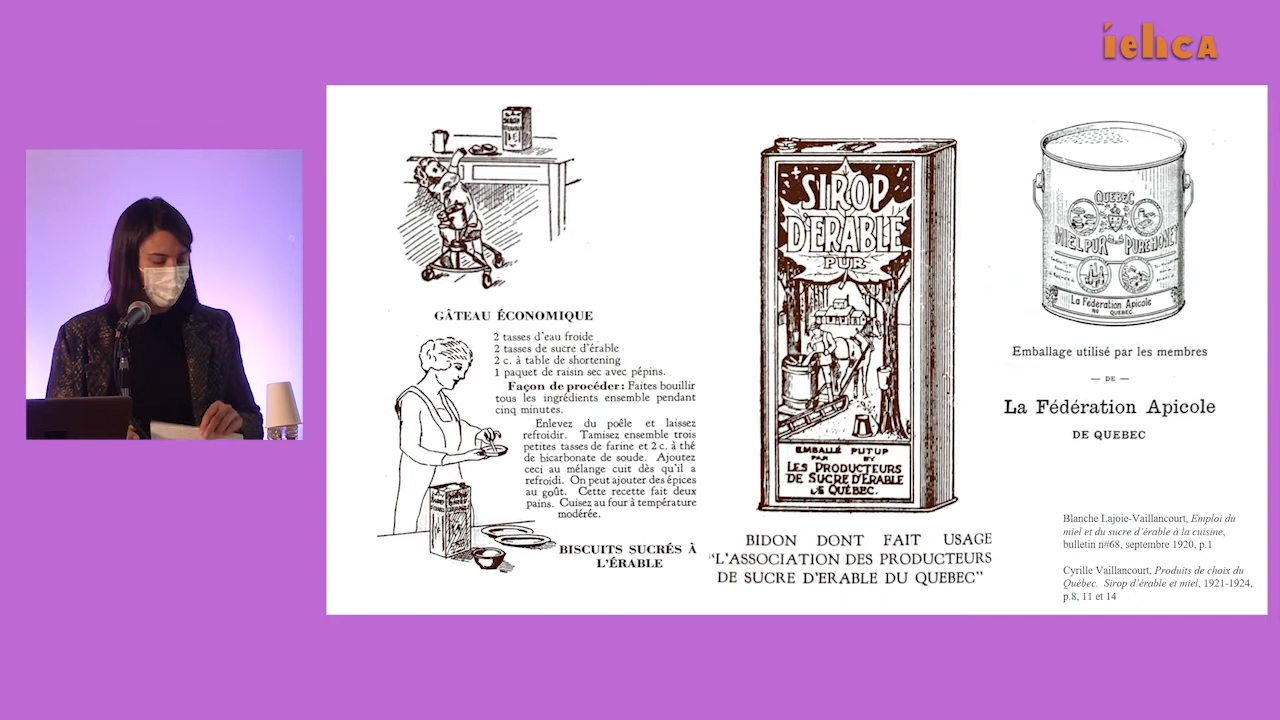 iehca
GÂTEAU ÉCONOMIQUE
2 tasses d'eau froide
2 tasses de sucre d'érable
2 c. à table de shortening
1 paquet de raisin sec avec pépins.
Façon de procéder: Faites bouillir
tous les ingrédients ensemble pendant
cinq minutes.
Enlevez du poêle et laissez
refroidir. Tamisez ensemble trois
petites tasses de farine et 2 c. à thé
de bicarbonate de soude. Ajoutez
ceci au mélange cuit dès qu'il a
refroidi. On peut ajouter des épices
au goût. Cette recette fait deux
pains. Cuisez au four à température
modérée.
BISCUITS SUCRÉS À
L'ÉRABLE
SIROP
D'ERABLE
PUR
EMBALLÉ PUT UP
PAR BY
LES PRODUCTEURS
DE SUCRE D'ERABLE
DE QUÉBEC.
BIDON DONT FAIT USAGE
"L'ASSOCIATION DES PRODUCTEURS
DE SUCRE D'ERABLE DU QUEBEC"
QUEBEC
MIEL PUR PURE HONEY
La Féderation Apicole
QUEBEC.
Emballage utilisé par les membres
— DE —
La Fédération Apicole
DE QUEBEC
Blanche Lajoie-Vaillancourt, Emploi du
miel et du sucre d'érable à la cuisine,
bulletin n#68, septembre 1920, p.1
Cyrille Vaillancourt, Produits de choix du
Québec. Sirop d'érable et miel, 1921-1924,
p.8, 11 et 14